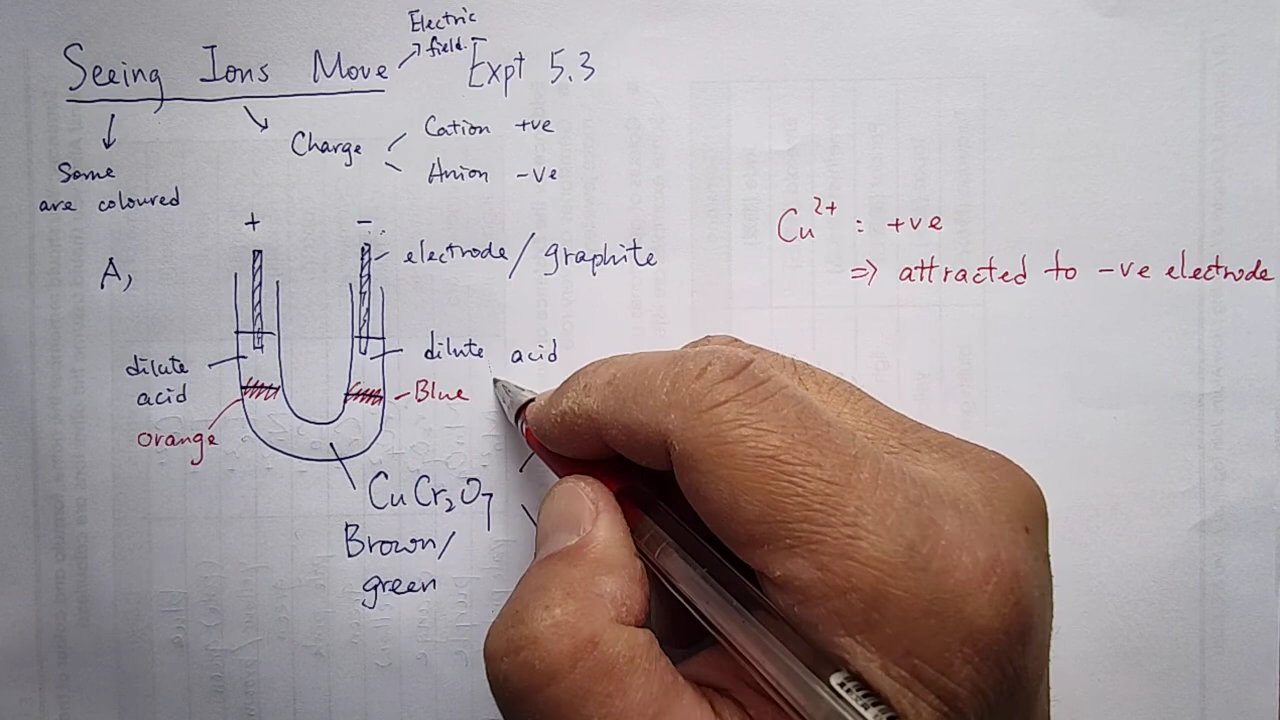 Seeing Ions Move
Electric
field.
Expt 5.3
Some
are coloured
Charge
Cation +ve
Anion -ve
+
-
A,
electrode/graphite
dilute
acid
dilute acid
Blue
orange
CuCr₂O₇
Brown/
green
Cu²⁺ : +ve
⇒ attracted to -ve electrode